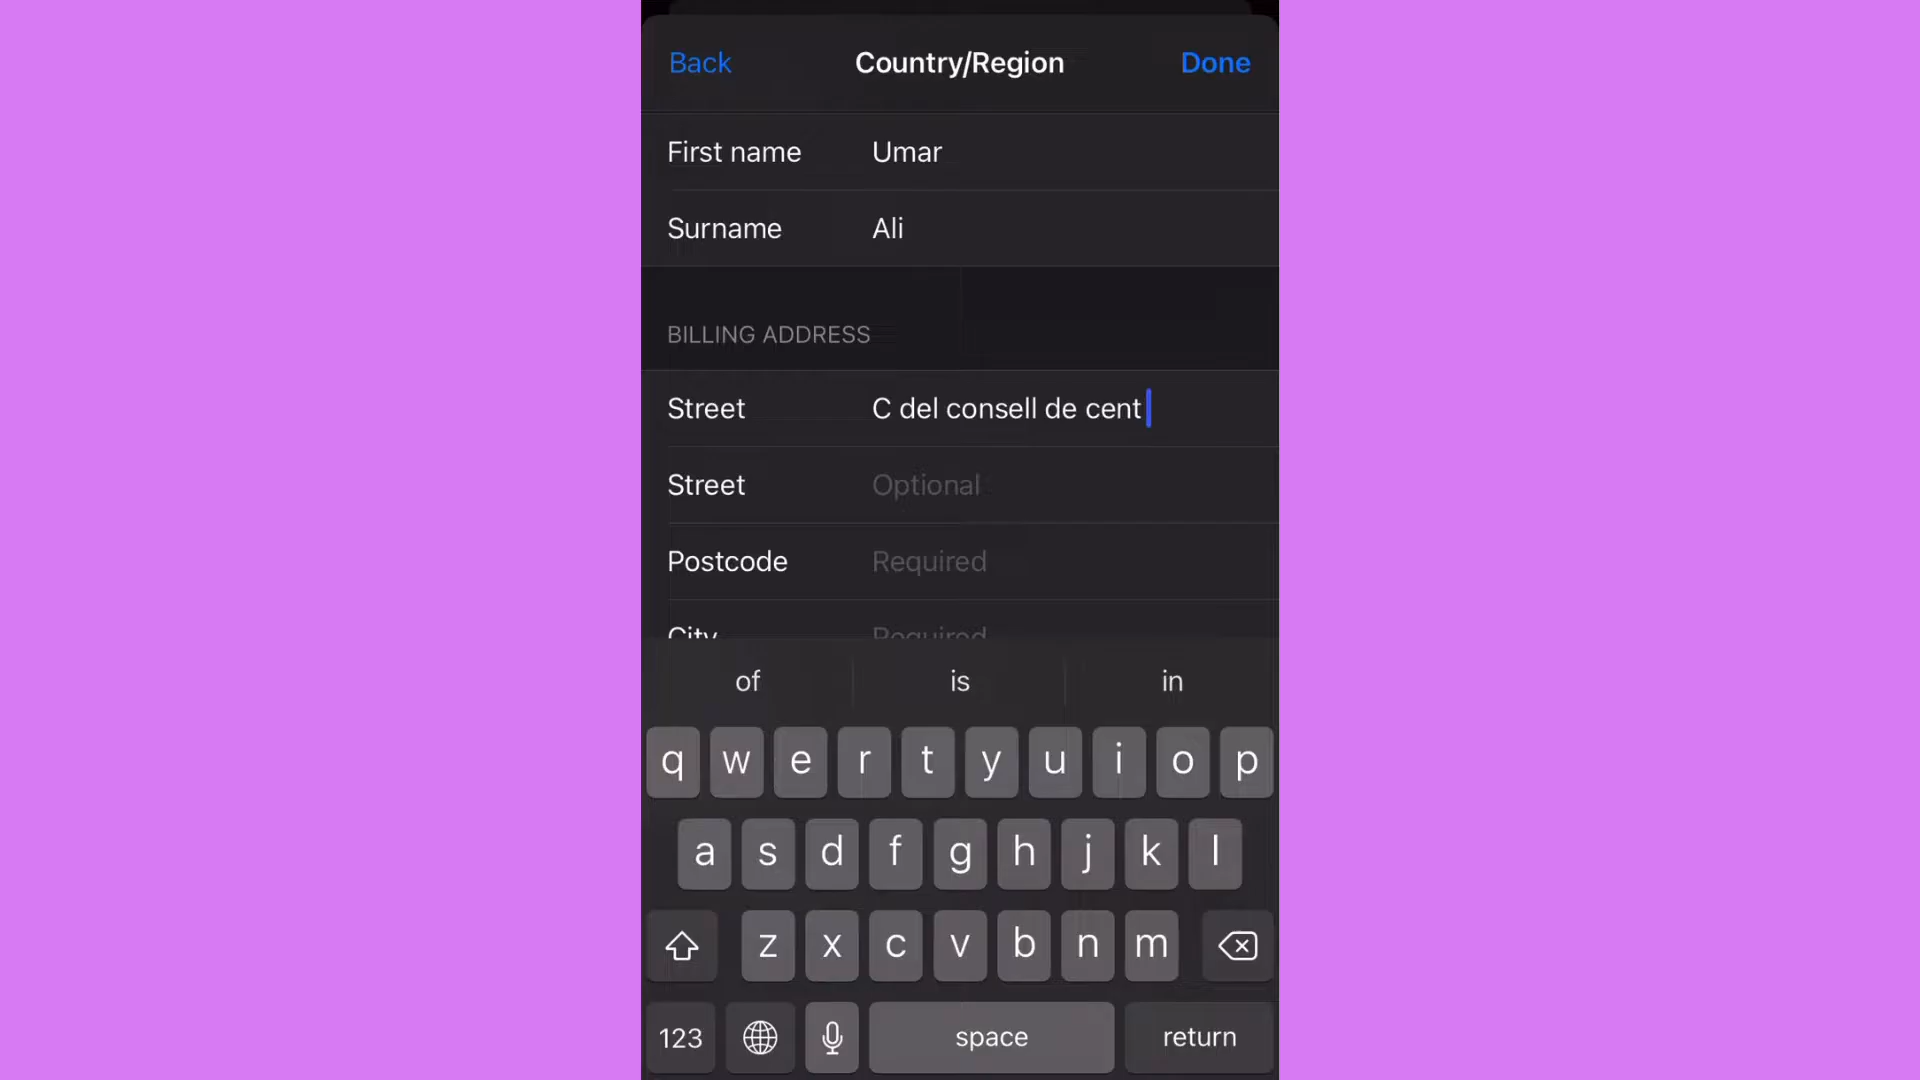 Back Country/Region Done
First name Umar
Surname Ali
BILLING ADDRESS
Street C del consell de cent
Street Optional
Postcode Required
City Required
of is in
q w e r t y u i o p
a s d f g h j k l
z x c v b n m
123 space return